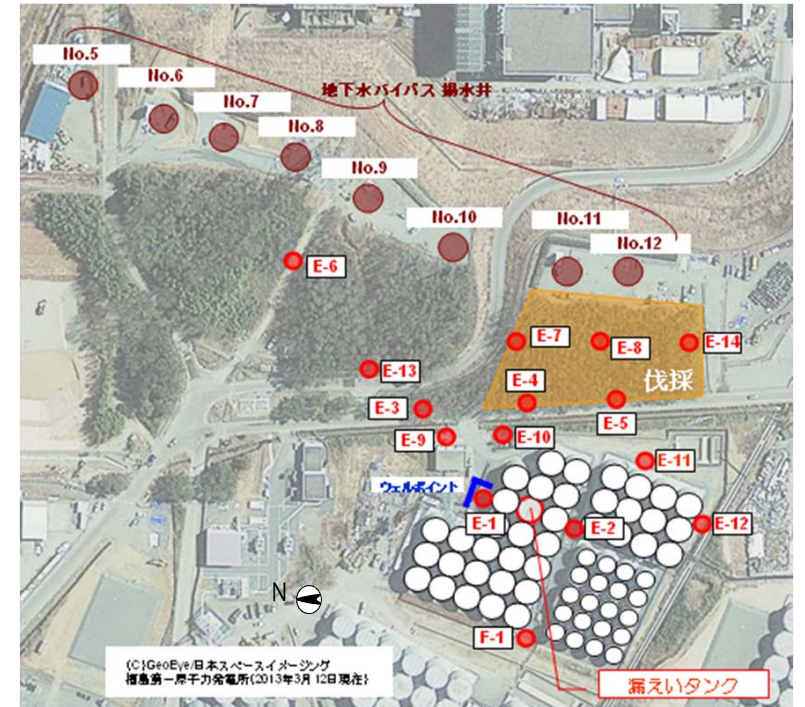 No.5
No.6
No.7
No.8
No.9
No.10
No.11
No.12
地下水バイパス 揚水井
E-6
E-7
E-8
E-14
伐採
E-13
E-4
E-5
E-3
E-9
E-10
E-11
ウェルポイント
E-1
E-2
E-12
N
F-1
(C)GeoEye/日本スペースイメージング
福島第一原子力発電所(2013年3月12日現在)
漏えいタンク